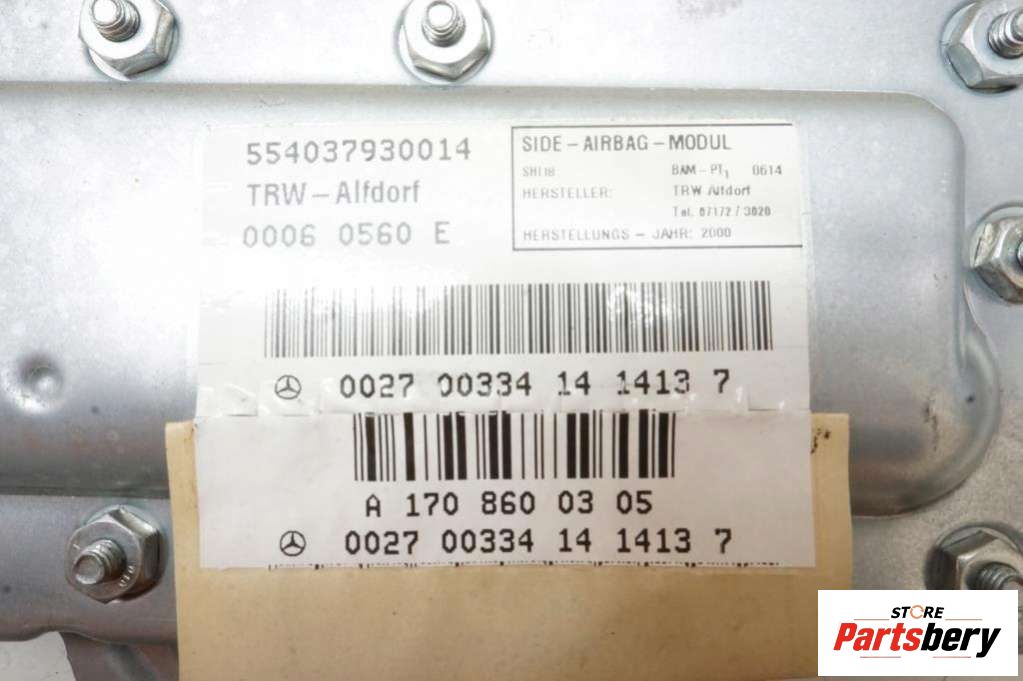 554037930014
TRW - Alfdorf
0006 0560 E
SIDE - AIRBAG - MODUL
BAM - PT1 0614
HERSTELLER: TRW Alfdorf
Tel. 07172 / 3020
HERSTELLUNGS - JAHR: 2000
0027 00334 14 1413 7
A 170 860 03 05
0027 00334 14 1413 7
STORE
Partsbery